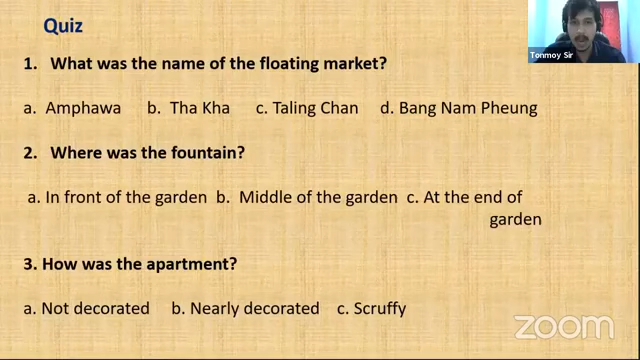 Quiz
Tonmoy Sir
1. What was the name of the floating market?
a. Amphawa b. Tha Kha c. Taling Chan d. Bang Nam Pheung
2. Where was the fountain?
a. In front of the garden b. Middle of the garden c. At the end of
garden
3. How was the apartment?
a. Not decorated b. Nearly decorated c. Scruffy
zoom